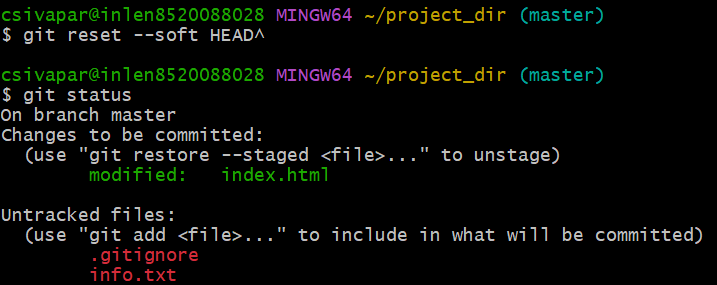 csivapar@inlen8520088028 MINGW64 ~/project_dir (master)
$ git reset --soft HEAD^
csivapar@inlen8520088028 MINGW64 ~/project_dir (master)
$ git status
On branch master
Changes to be committed:
  (use "git restore --staged <file>..." to unstage)
        modified:   index.html
Untracked files:
  (use "git add <file>..." to include in what will be committed)
        .gitignore
        info.txt